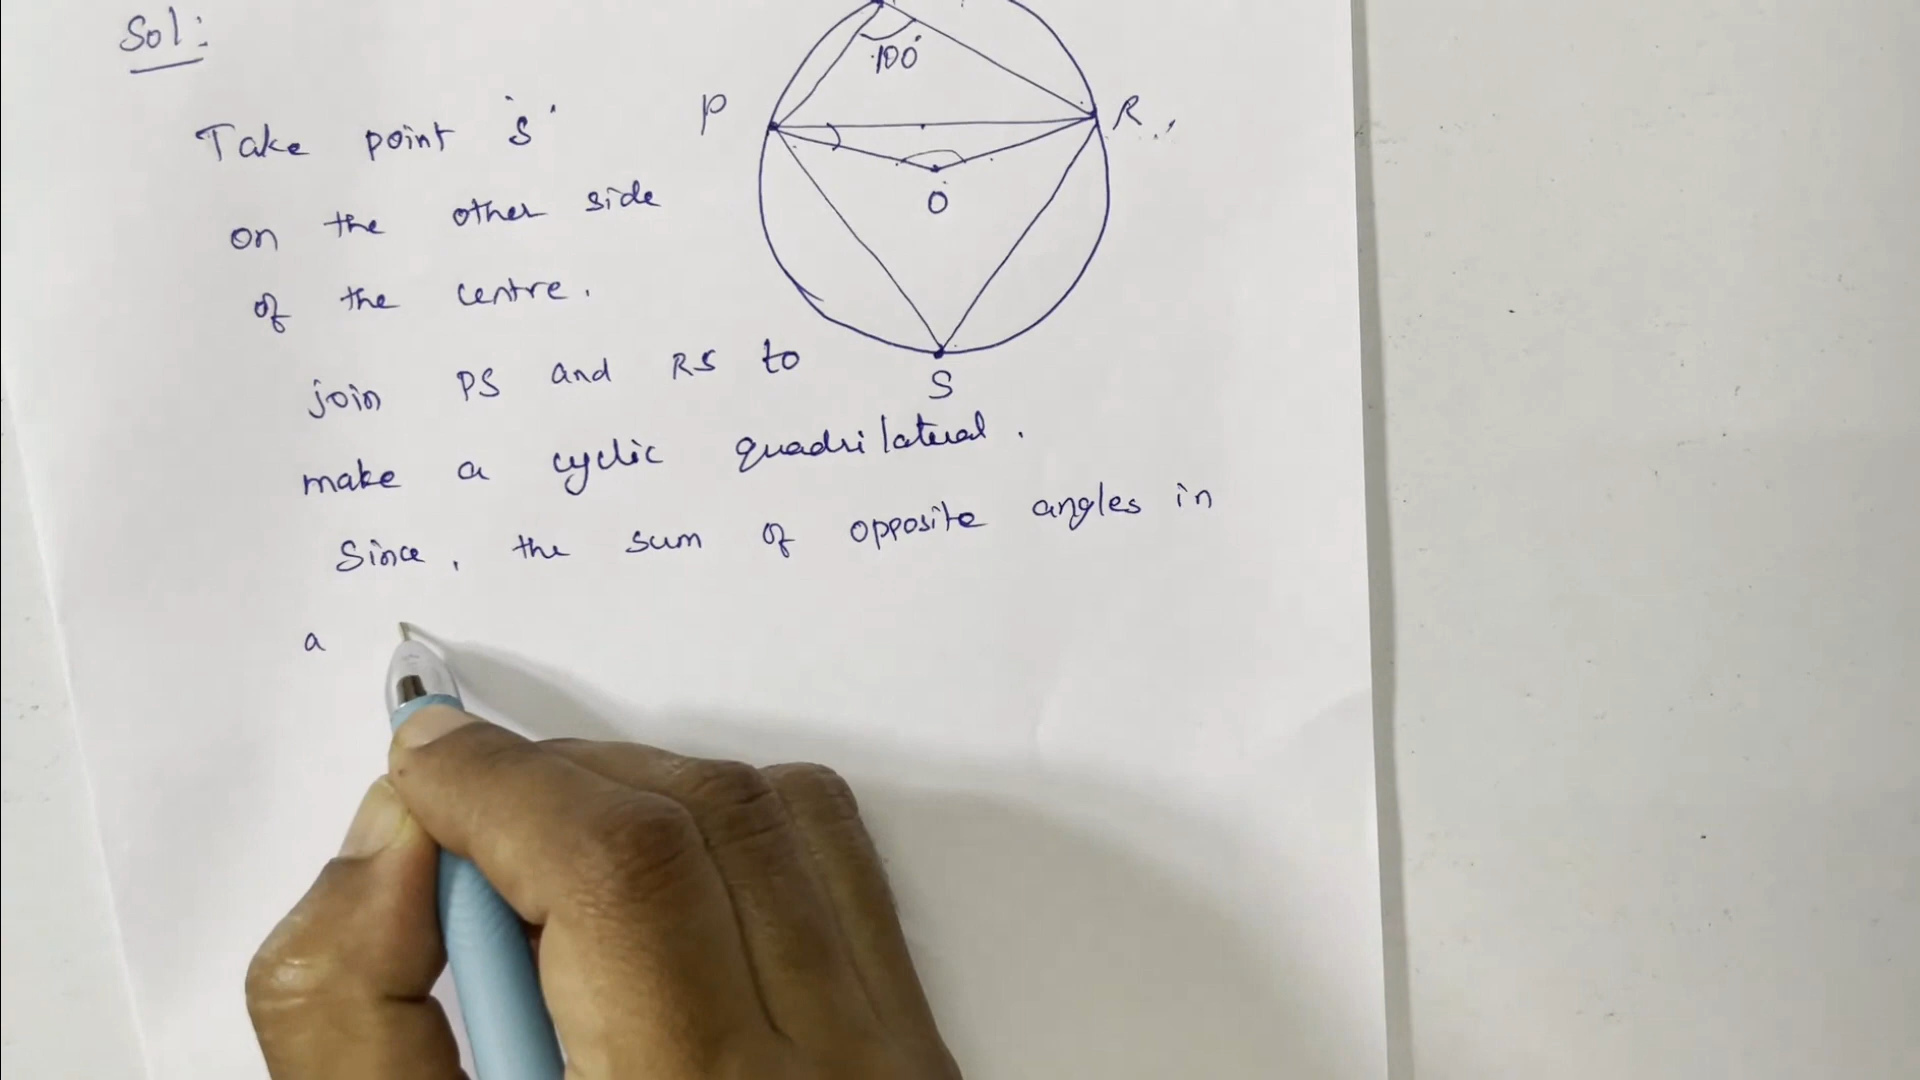 Sol:
100°
P
R
Take point 'S'
O
on the other side
of the centre.
S
join PS and RS to
make a cyclic quadrilateral.
Since, the sum of opposite angles in
a